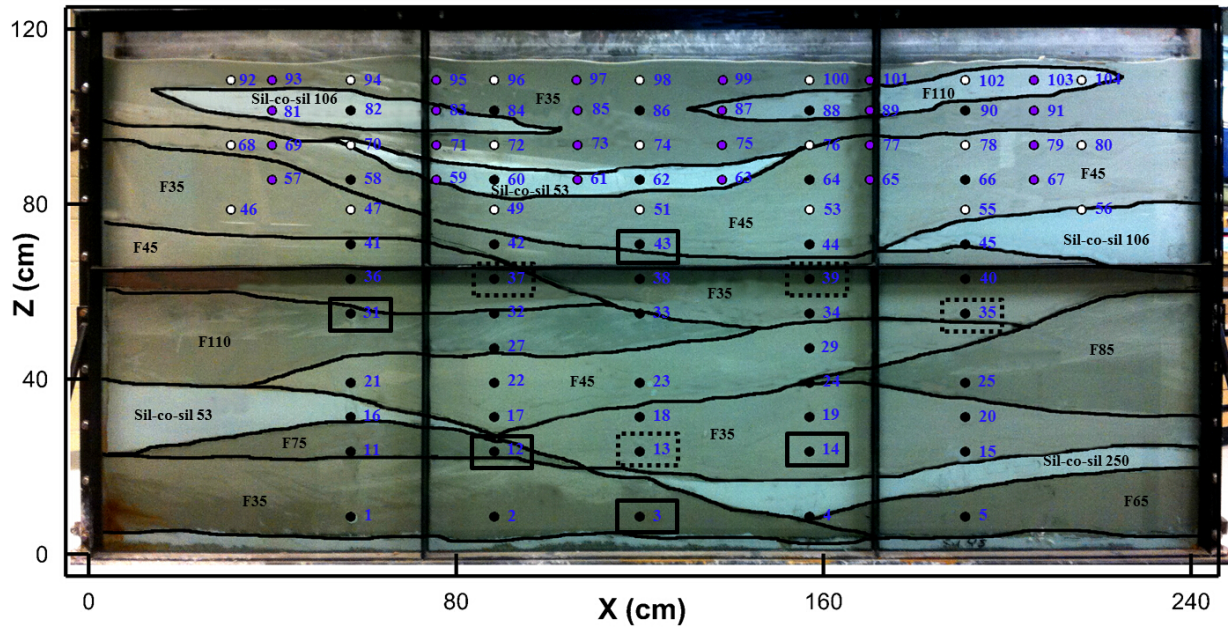 120
92 93 94 95 96 97 98 99 100 101 102 103 104
Sil-co-sil 106 F35 F110
81 82 83 84 85 86 87 88 89 90 91
68 69 70 71 72 73 74 75 76 77 78 79 80
F35 57 58 59 60 Sil-co-sil 53 61 62 63 64 65 66 67 F45
80
46 47 49 51 53 55 56
F45 F45 Sil-co-sil 106
41 42 43 44 45
36 37 38 39 40
F35
31 32 33 34 35
F110 27 29 F85
40
21 22 F45 23 24 25
Sil-co-sil 53 16 17 18 19 20
F75 F35
11 12 13 14 15 Sil-co-sil 250
F35 F65
1 2 3 4 5
0
Z (cm)
0 80 160 240
X (cm)